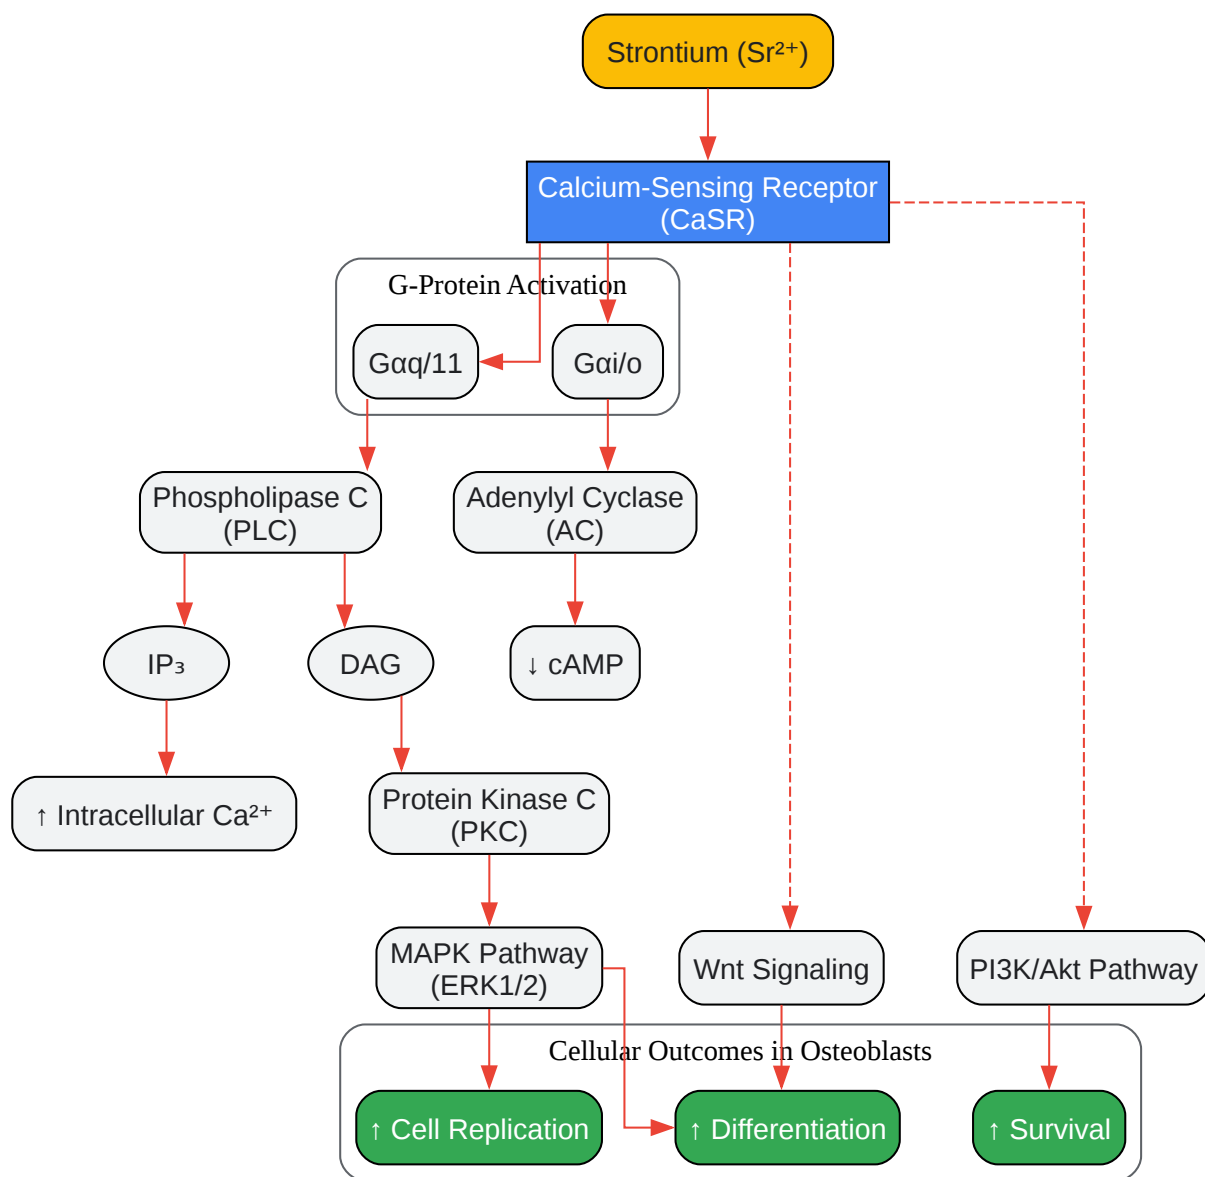 Strontium (Sr²⁺)
Calcium-Sensing Receptor
(CaSR)
G-Protein Activation
Gαq/11
Gαi/o
Phospholipase C
(PLC)
Adenylyl Cyclase
(AC)
IP₃
DAG
↓ cAMP
↑ Intracellular Ca²⁺
Protein Kinase C
(PKC)
MAPK Pathway
(ERK1/2)
Wnt Signaling
PI3K/Akt Pathway
Cellular Outcomes in Osteoblasts
↑ Cell Replication
↑ Differentiation
↑ Survival